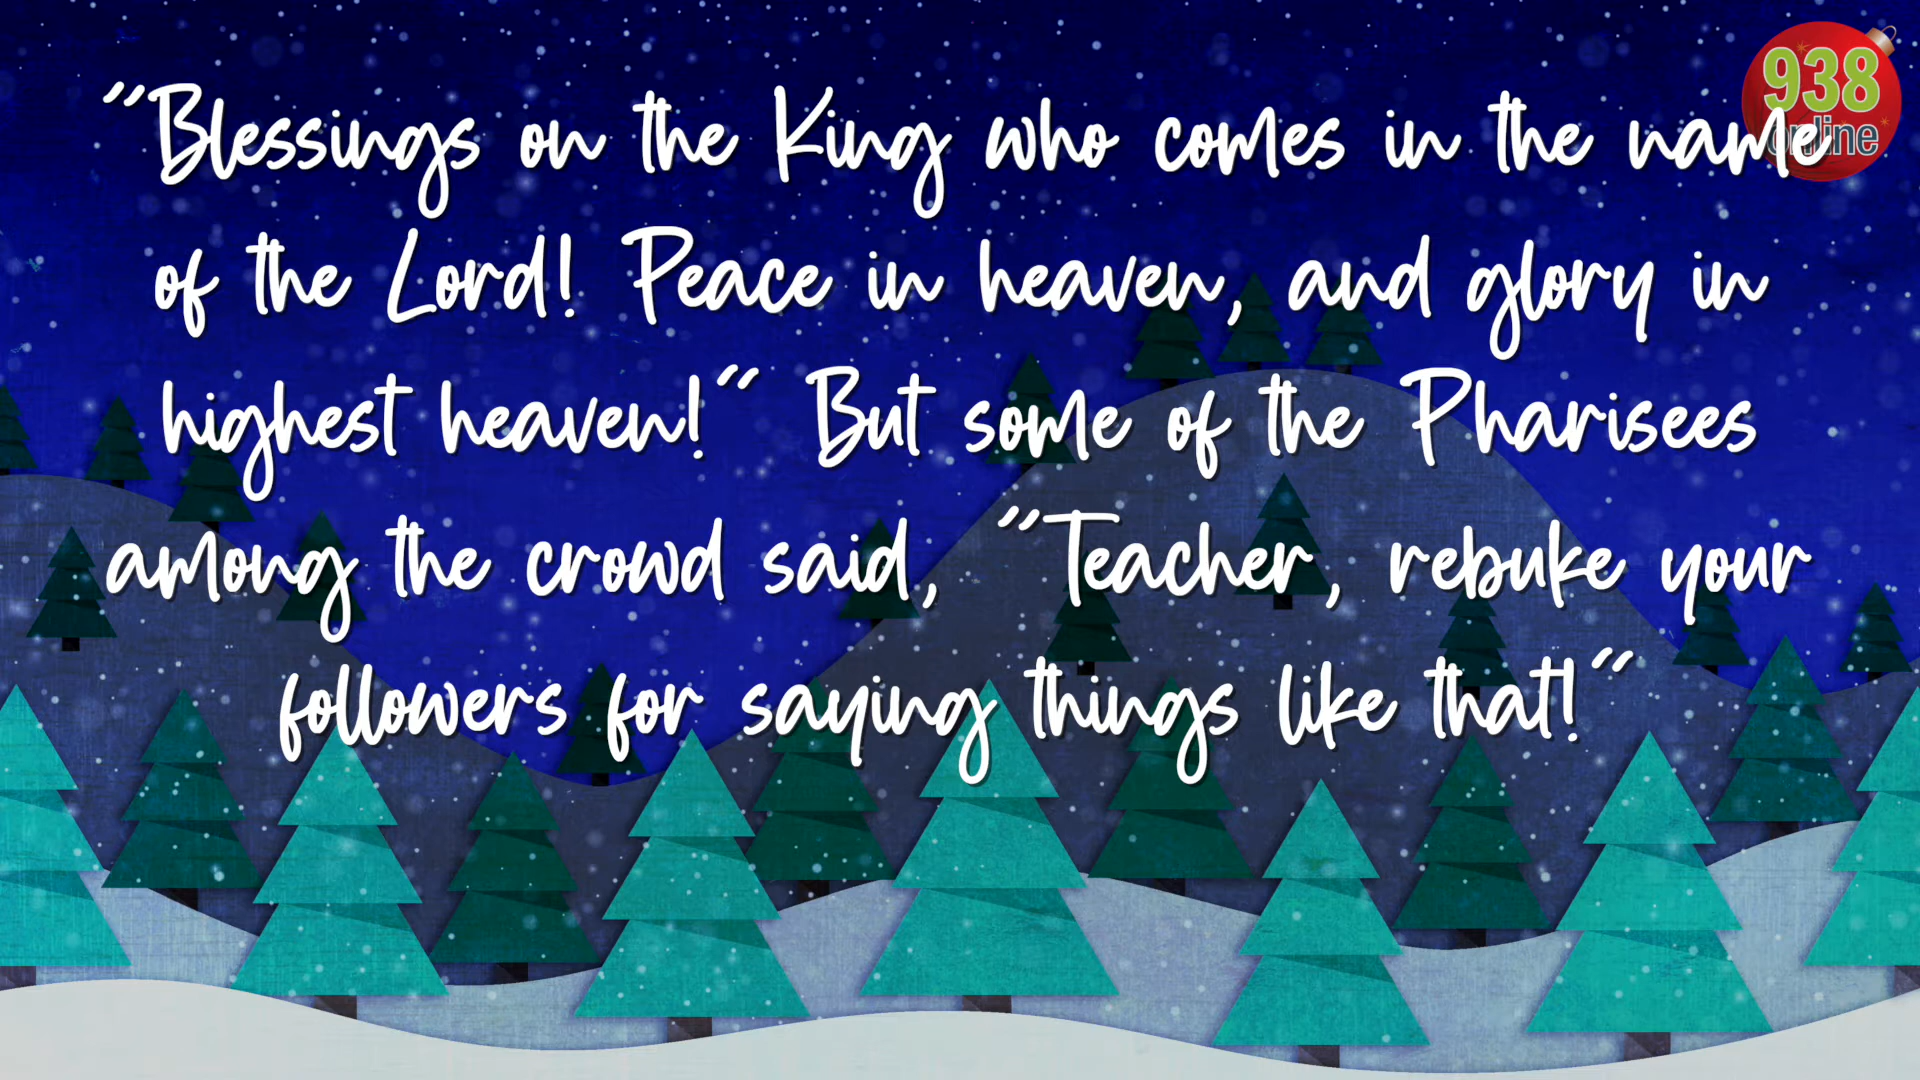 "Blessings on the King who comes in the name
of the Lord! Peace in heaven, and glory in
highest heaven!" But some of the Pharisees
among the crowd said, "Teacher, rebuke your
followers for saying things like that!"
938
online